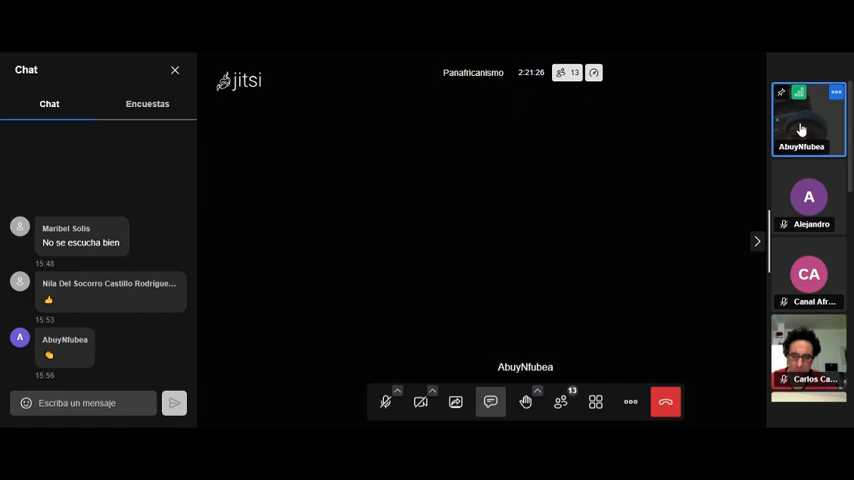 Chat
Chat
Encuestas
Maribel Solis
No se escucha bien
15:48
Nila Del Socorro Castillo Rodrígue...
15:53
A
AbuyNfubea
15:56
Escriba un mensaje
jitsi
Panafricanismo
2:21:26
13
AbuyNfubea
13
AbuyNfubea
A
Alejandro
CA
Canal Afr...
Carlos Ca...